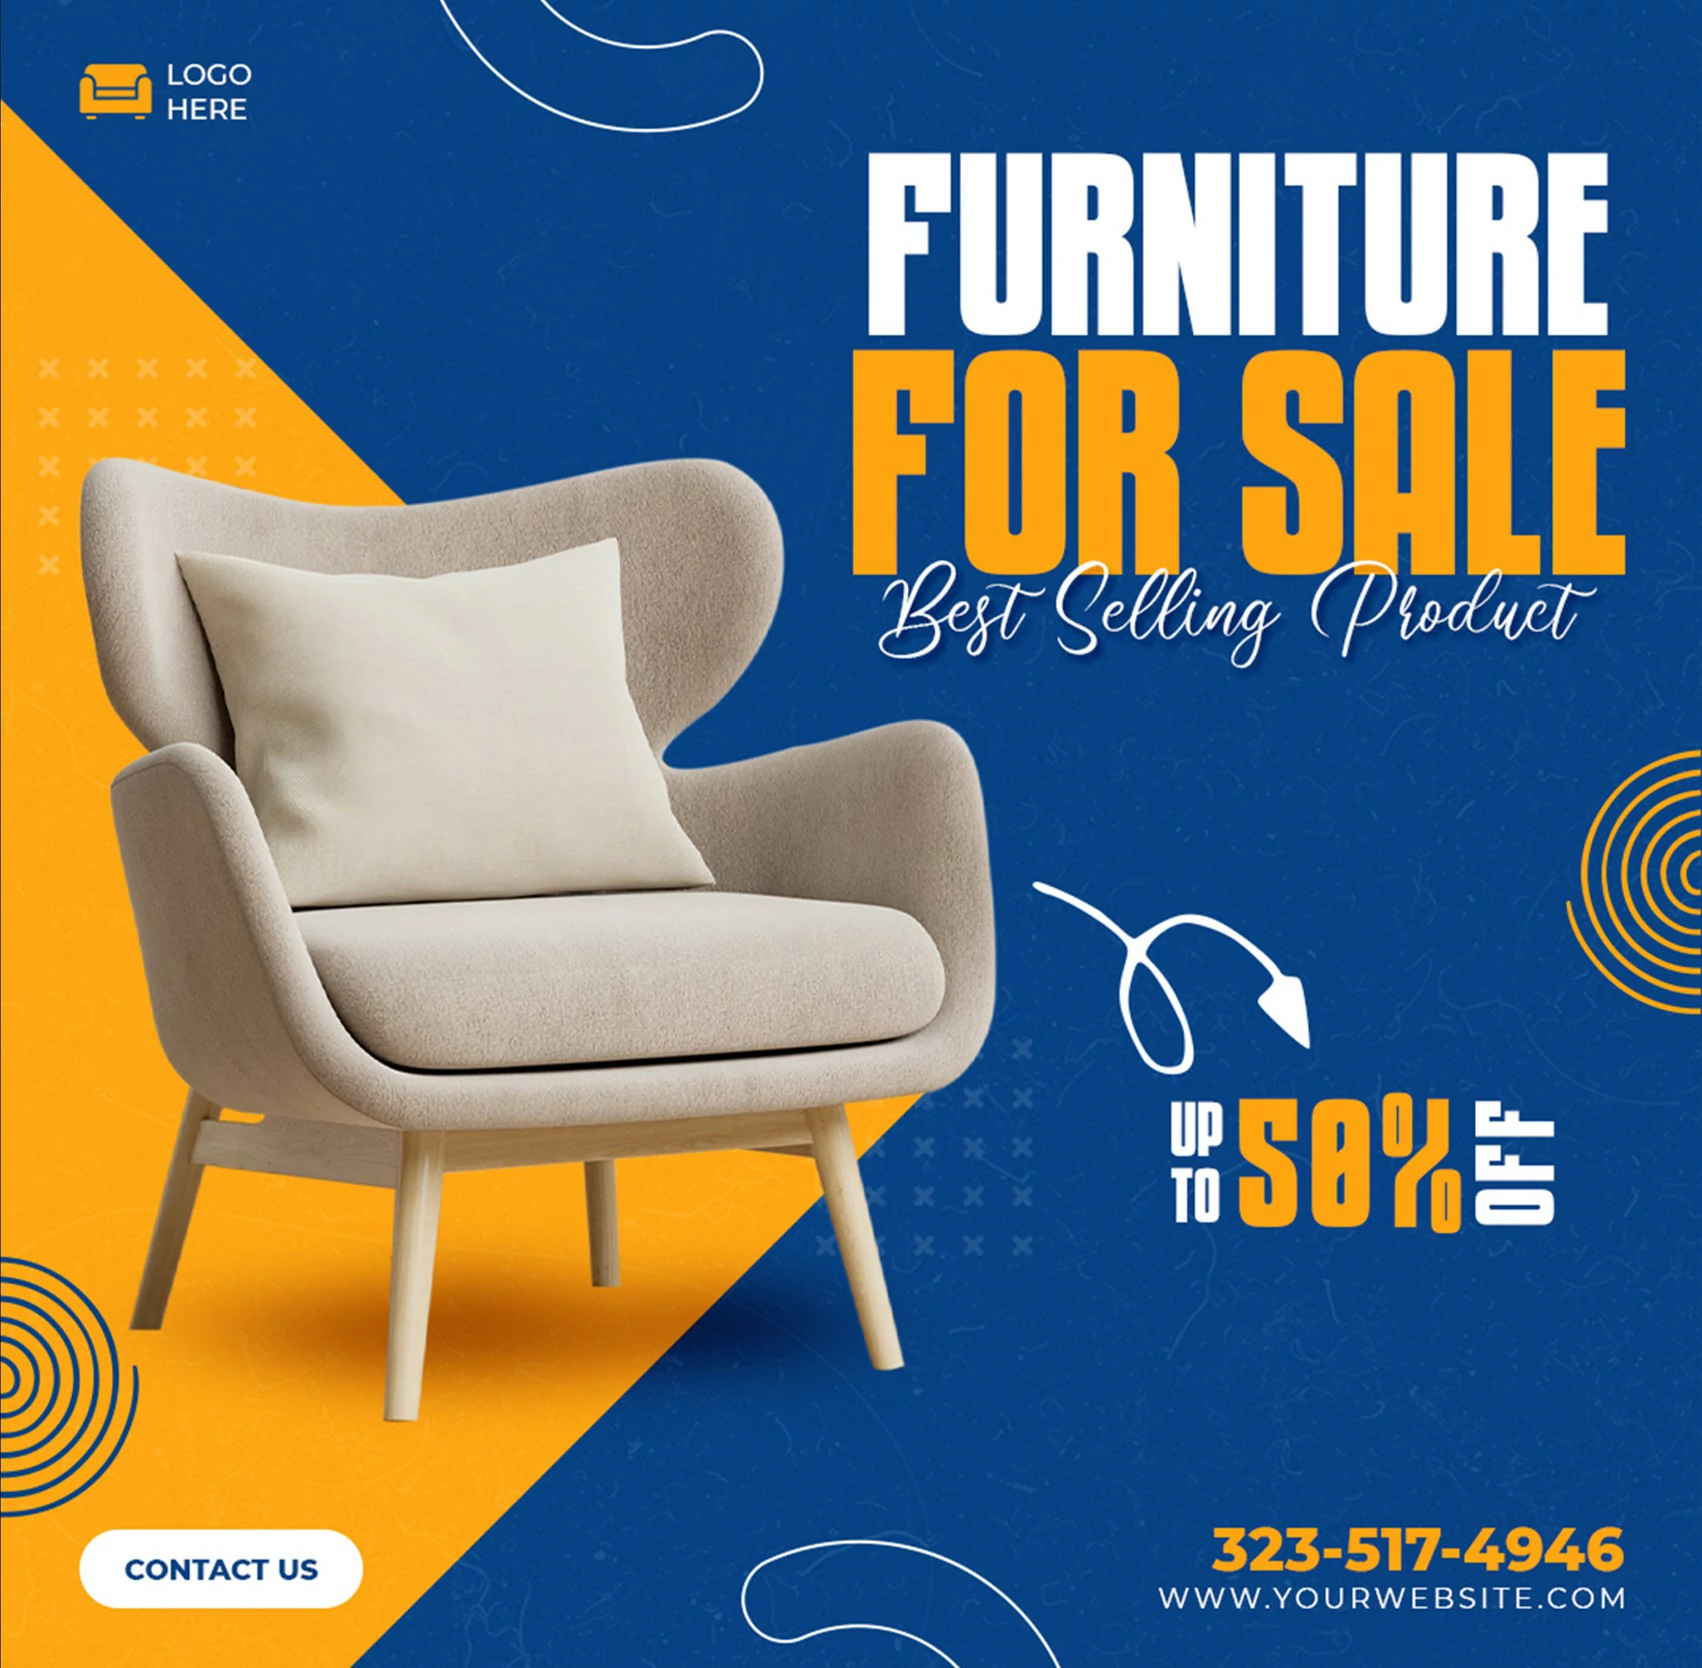 LOGO
HERE
FURNITURE
FOR SALE
Best Selling Product
UP
TO
50%
OFF
CONTACT US
323-517-4946
WWW.YOURWEBSITE.COM